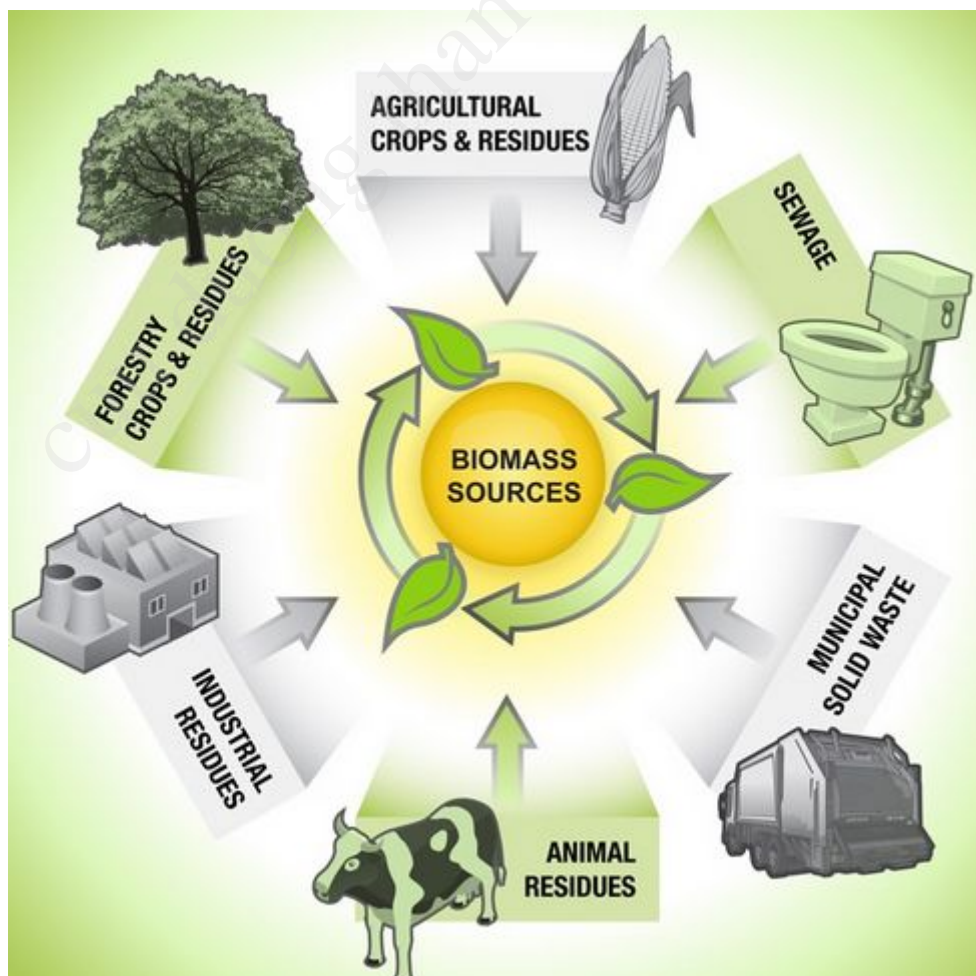 AGRICULTURAL
CROPS & RESIDUES
SEWAGE
FORESTRY
CROPS & RESIDUES
BIOMASS
SOURCES
MUNICIPAL
SOLID WASTE
INDUSTRIAL
RESIDUES
ANIMAL
RESIDUES